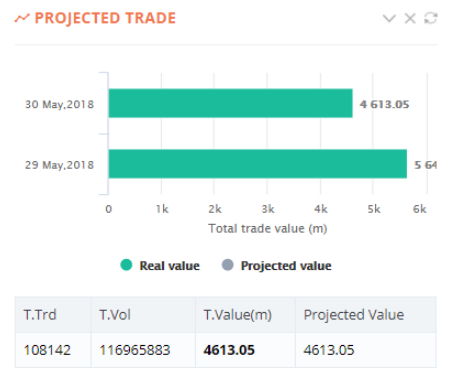 PROJECTED TRADE
30 May,2018
4 613.05
29 May,2018
5 64
0 1k 2k 3k 4k 5k 6k
Total trade value (m)
Real value Projected value
T.Trd T.Vol T.Value(m) Projected Value
108142 116965883 4613.05 4613.05